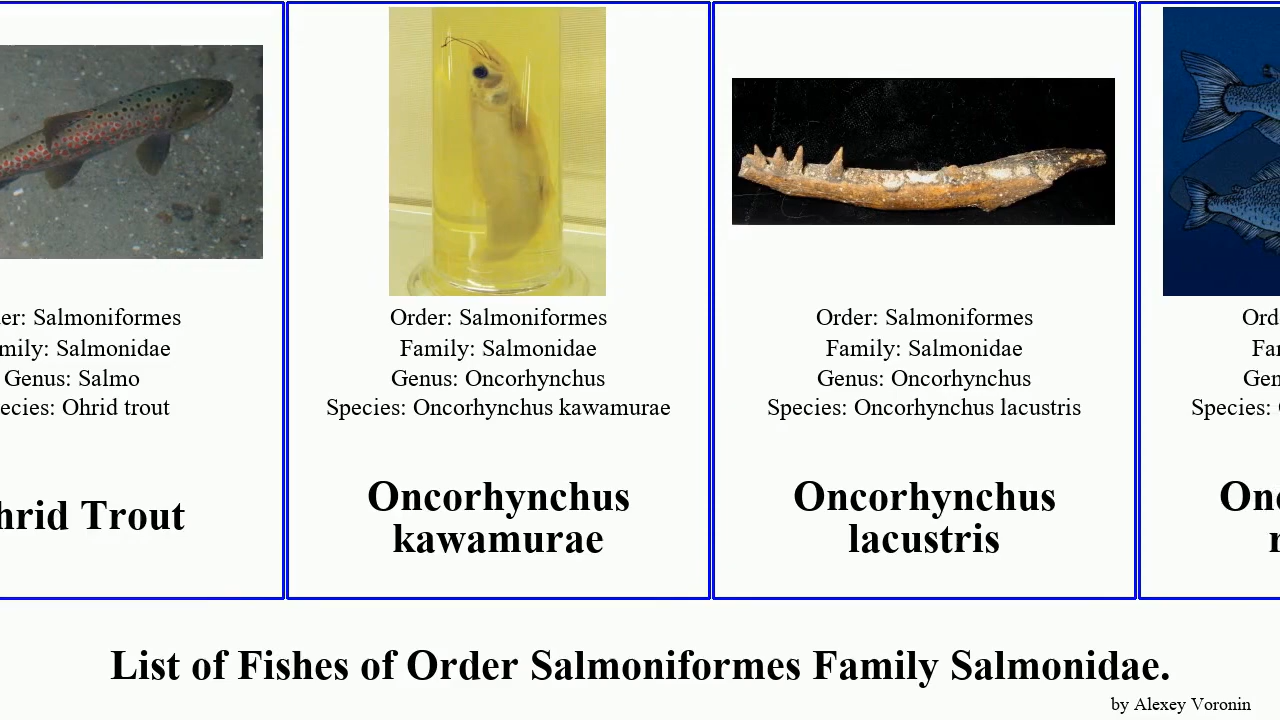 er: Salmoniformes
mily: Salmonidae
Genus: Salmo
ecies: Ohrid trout
hrid Trout
Order: Salmoniformes
Family: Salmonidae
Genus: Oncorhynchus
Species: Oncorhynchus kawamurae
Oncorhynchus
kawamurae
Order: Salmoniformes
Family: Salmonidae
Genus: Oncorhynchus
Species: Oncorhynchus lacustris
Oncorhynchus
lacustris
Ord
Fa
Gen
Species:
Onc
List of Fishes of Order Salmoniformes Family Salmonidae.
by Alexey Voronin